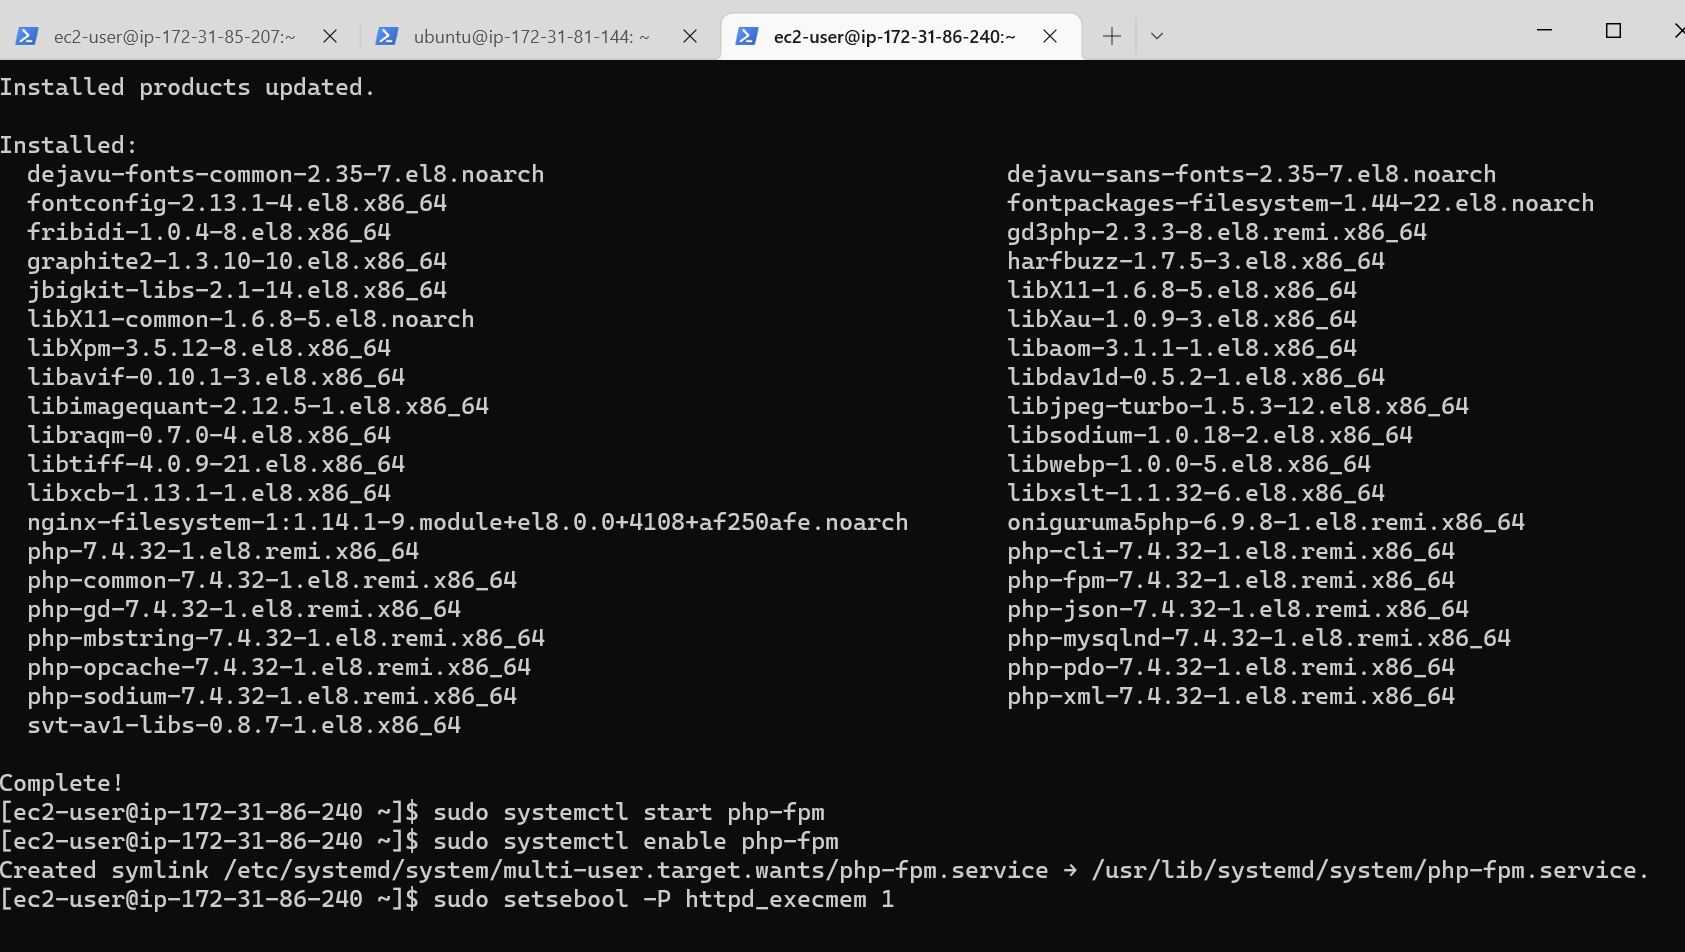 ec2-user@ip-172-31-85-207:~ ubuntu@ip-172-31-81-144: ~ ec2-user@ip-172-31-86-240:~
Installed products updated.
Installed:
dejavu-fonts-common-2.35-7.el8.noarch dejavu-sans-fonts-2.35-7.el8.noarch
fontconfig-2.13.1-4.el8.x86_64 fontpackages-filesystem-1.44-22.el8.noarch
fribidi-1.0.4-8.el8.x86_64 gd3php-2.3.3-8.el8.remi.x86_64
graphite2-1.3.10-10.el8.x86_64 harfbuzz-1.7.5-3.el8.x86_64
jbigkit-libs-2.1-14.el8.x86_64 libX11-1.6.8-5.el8.x86_64
libX11-common-1.6.8-5.el8.noarch libXau-1.0.9-3.el8.x86_64
libXpm-3.5.12-8.el8.x86_64 libaom-3.1.1-1.el8.x86_64
libavif-0.10.1-3.el8.x86_64 libdav1d-0.5.2-1.el8.x86_64
libimagequant-2.12.5-1.el8.x86_64 libjpeg-turbo-1.5.3-12.el8.x86_64
libraqm-0.7.0-4.el8.x86_64 libsodium-1.0.18-2.el8.x86_64
libtiff-4.0.9-21.el8.x86_64 libwebp-1.0.0-5.el8.x86_64
libxcb-1.13.1-1.el8.x86_64 libxslt-1.1.32-6.el8.x86_64
nginx-filesystem-1:1.14.1-9.module+el8.0.0+4108+af250afe.noarch oniguruma5php-6.9.8-1.el8.remi.x86_64
php-7.4.32-1.el8.remi.x86_64 php-cli-7.4.32-1.el8.remi.x86_64
php-common-7.4.32-1.el8.remi.x86_64 php-fpm-7.4.32-1.el8.remi.x86_64
php-gd-7.4.32-1.el8.remi.x86_64 php-json-7.4.32-1.el8.remi.x86_64
php-mbstring-7.4.32-1.el8.remi.x86_64 php-mysqlnd-7.4.32-1.el8.remi.x86_64
php-opcache-7.4.32-1.el8.remi.x86_64 php-pdo-7.4.32-1.el8.remi.x86_64
php-sodium-7.4.32-1.el8.remi.x86_64 php-xml-7.4.32-1.el8.remi.x86_64
svt-av1-libs-0.8.7-1.el8.x86_64
Complete!
[ec2-user@ip-172-31-86-240 ~]$ sudo systemctl start php-fpm
[ec2-user@ip-172-31-86-240 ~]$ sudo systemctl enable php-fpm
Created symlink /etc/systemd/system/multi-user.target.wants/php-fpm.service → /usr/lib/systemd/system/php-fpm.service.
[ec2-user@ip-172-31-86-240 ~]$ sudo setsebool -P httpd_execmem 1